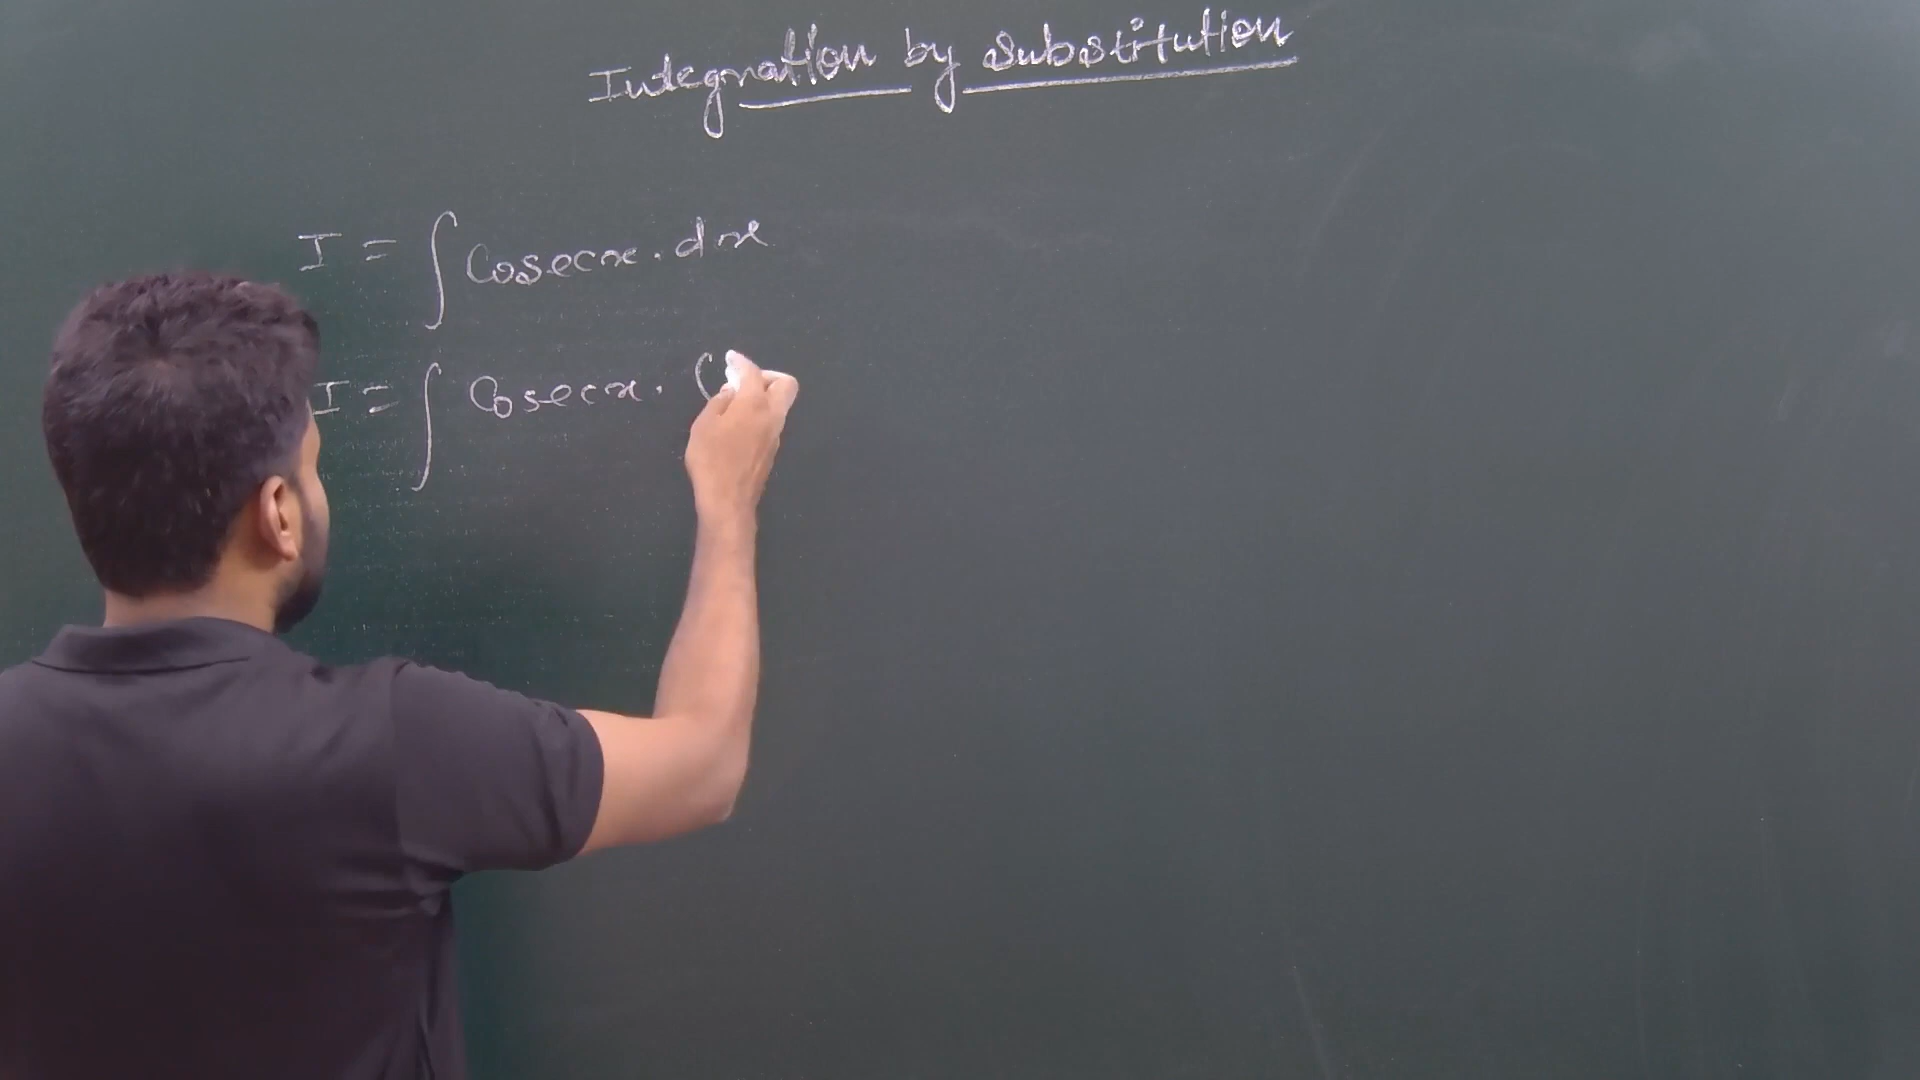 Integration by substitution
I = ∫ Cosecx . dx
I = ∫ Cosecx . (